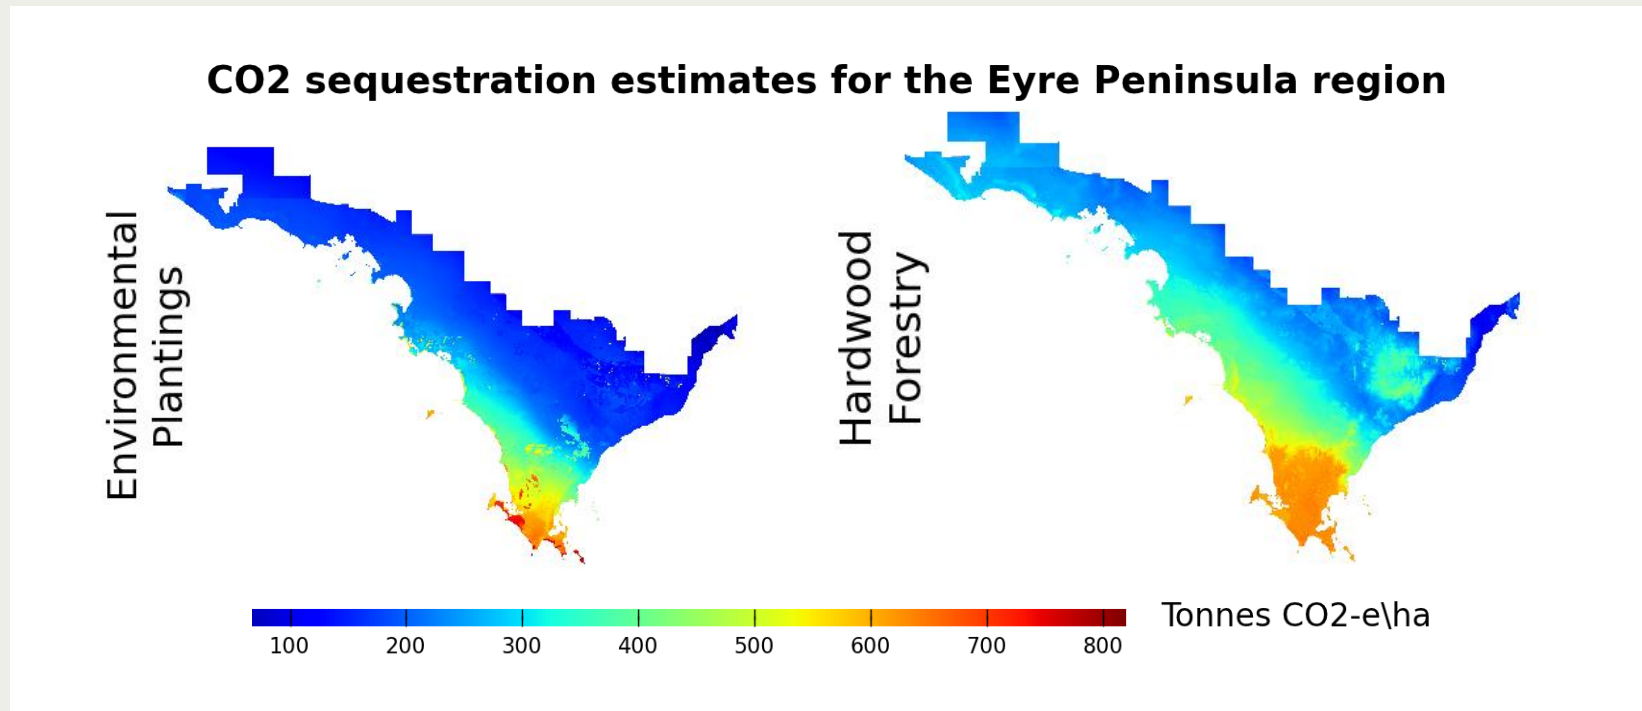 CO2 sequestration estimates for the Eyre Peninsula region
Environmental
Plantings
Hardwood
Forestry
100 200 300 400 500 600 700 800
Tonnes CO2-e\ha